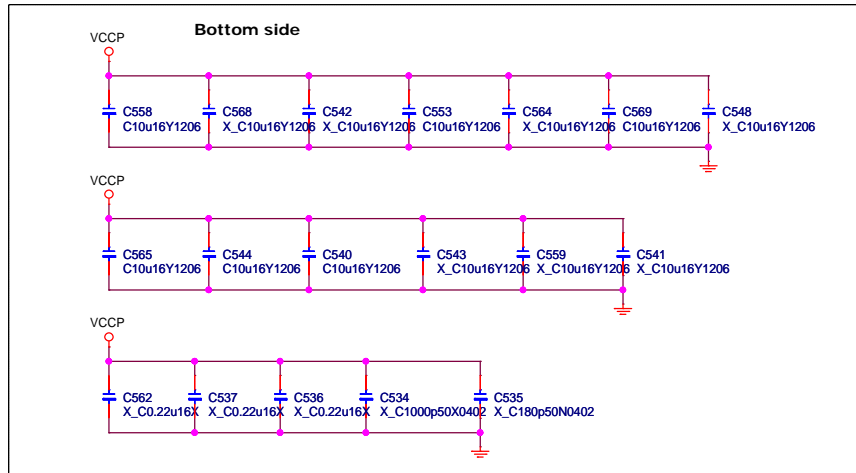 Bottom side
VCCP
C558 C568 C542 C553 C564 C569 C548
C10u16Y1206 X_C10u16Y1206 X_C10u16Y1206 C10u16Y1206 X_C10u16Y1206 C10u16Y1206 X_C10u16Y1206
VCCP
C565 C544 C540 C543 C559 C541
C10u16Y1206 C10u16Y1206 C10u16Y1206 X_C10u16Y1206 X_C10u16Y1206 X_C10u16Y1206
VCCP
C562 C537 C536 C534 C535
X_C0.22u16X X_C0.22u16X X_C0.22u16X X_C1000p50X0402 X_C180p50N0402